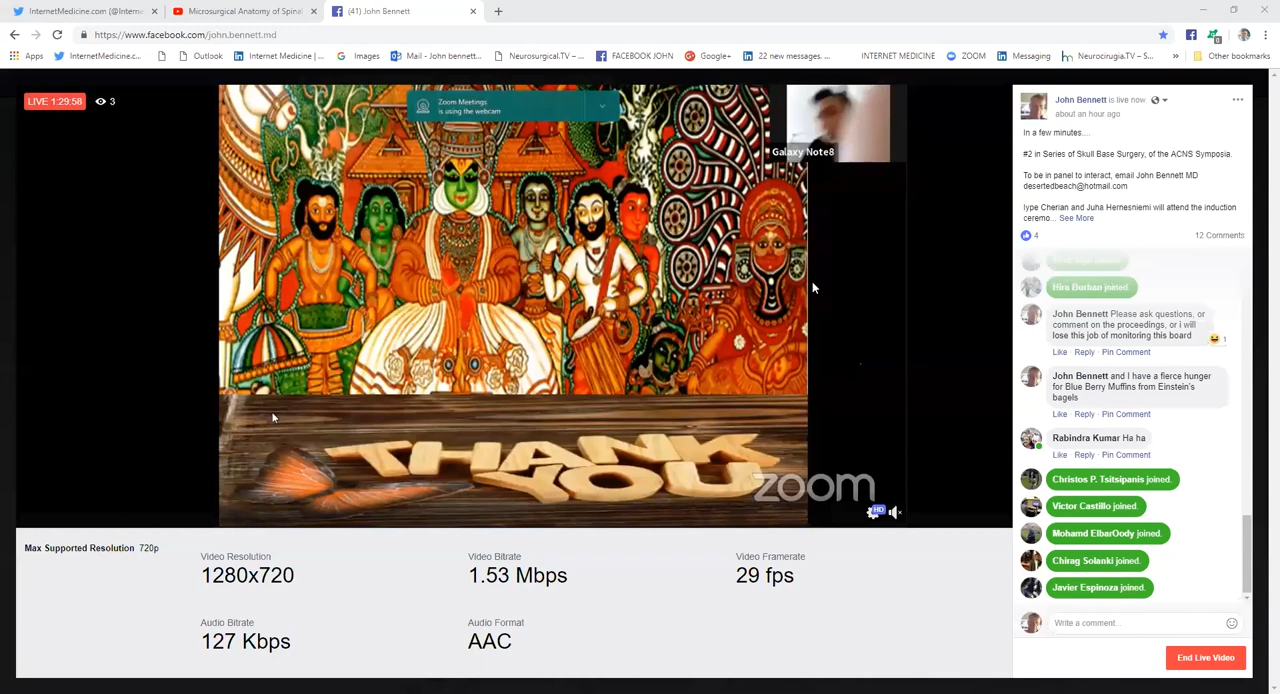 InternetMedicine (@Interne
Microsurgical Anatomy of Spinal
(41) John Bennett
https://www.facebook.com/john.bennett.md
Apps
InternetMedicine.c...
Outlook
Internet Medicine |...
Images
Mail - John bennett...
Neurosurgical.TV – ...
FACEBOOK JOHN
Google+
22 new messages. ...
INTERNET MEDICINE
ZOOM
Messaging
Neurocirugia.TV – S...
»
Other bookmarks
LIVE 1:29:58
3
Zoom Meetings
is using the webcam
Galaxy Note8
THANK
YOU
zoom
HD
Max Supported Resolution 720p
Video Resolution
1280x720
Video Bitrate
1.53 Mbps
Video Framerate
29 fps
Audio Bitrate
127 Kbps
Audio Format
AAC
John Bennett is live now.
about an hour ago
In a few minutes....
#2 in Series of Skull Base Surgery, of the ACNS Symposia.
To be in panel to interact, email John Bennett MD
desertedbeach@hotmail.com
Iype Cherian and Juha Hernesniemi will attend the induction
ceremo... See More
4
12 Comments
Hira Burhan joined.
John Bennett Please ask questions, or
comment on the proceedings, or i will
lose this job of monitoring this board
1
Like · Reply · Pin Comment
John Bennett and I have a fierce hunger
for Blue Berry Muffins from Einstein's
bagels
Like · Reply · Pin Comment
Rabindra Kumar Ha ha
Like · Reply · Pin Comment
Christos P. Tsitsipanis joined.
Victor Castillo joined.
Mohamd ElbarOody joined.
Chirag Solanki joined.
Javier Espinoza joined.
Write a comment...
End Live Video